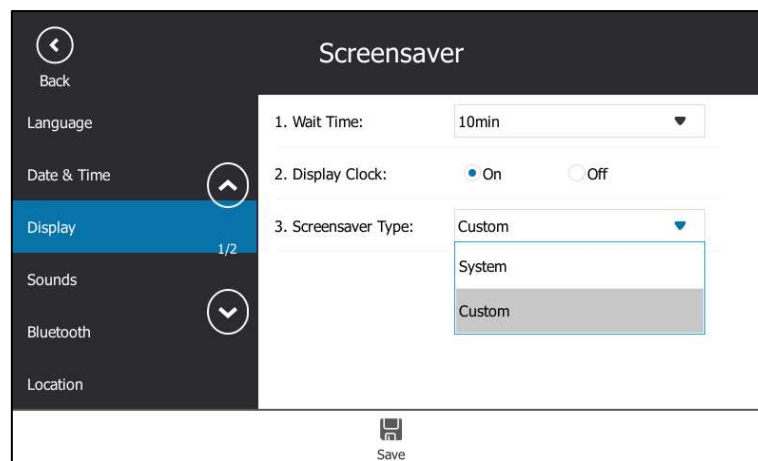 Screensaver
Back
Language
Date & Time
Display
1/2
Sounds
Bluetooth
Location
1. Wait Time: 10min
2. Display Clock: On Off
3. Screensaver Type: Custom
System
Custom
Save